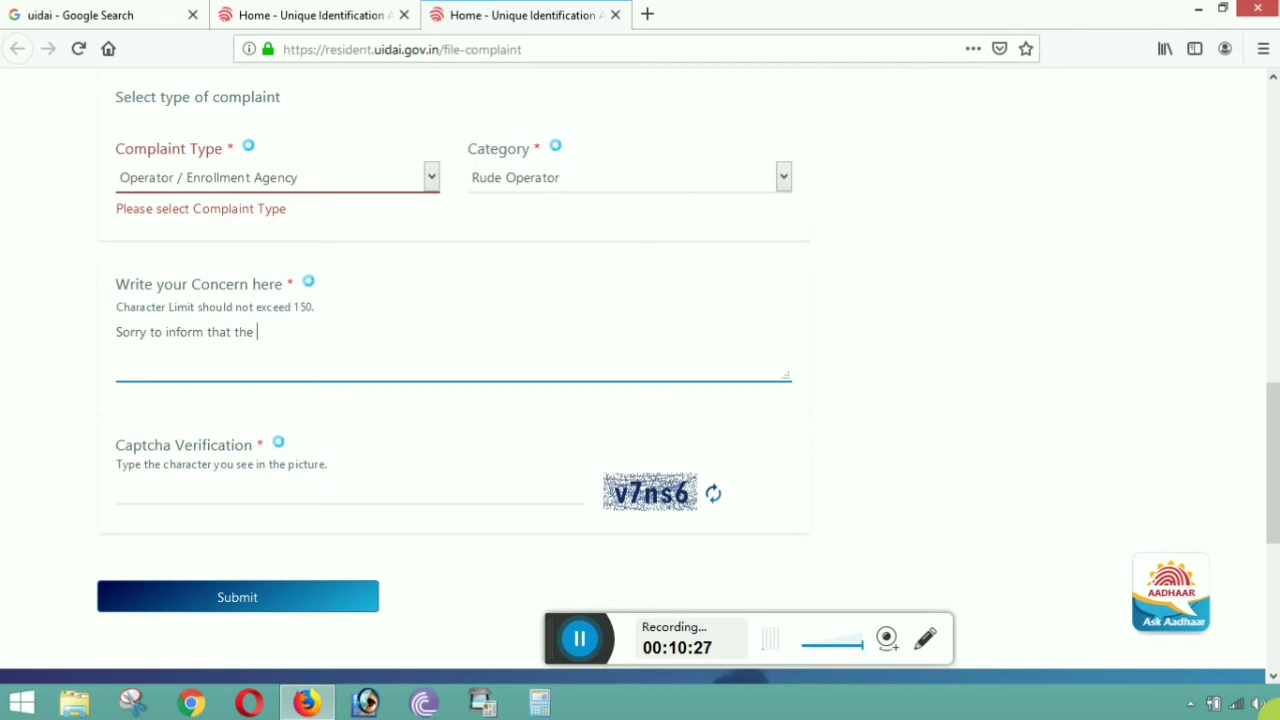 uidai - Google Search
Home - Unique Identification A
Home - Unique Identification A
https://resident.uidai.gov.in/file-complaint
Select type of complaint
Complaint Type *
Category *
Operator / Enrollment Agency
Rude Operator
Please select Complaint Type
Write your Concern here *
Character Limit should not exceed 150.
Sorry to inform that the
Captcha Verification *
Type the character you see in the picture.
v7ns6
Submit
AADHAAR
Ask Aadhaar
Recording...
00:10:27